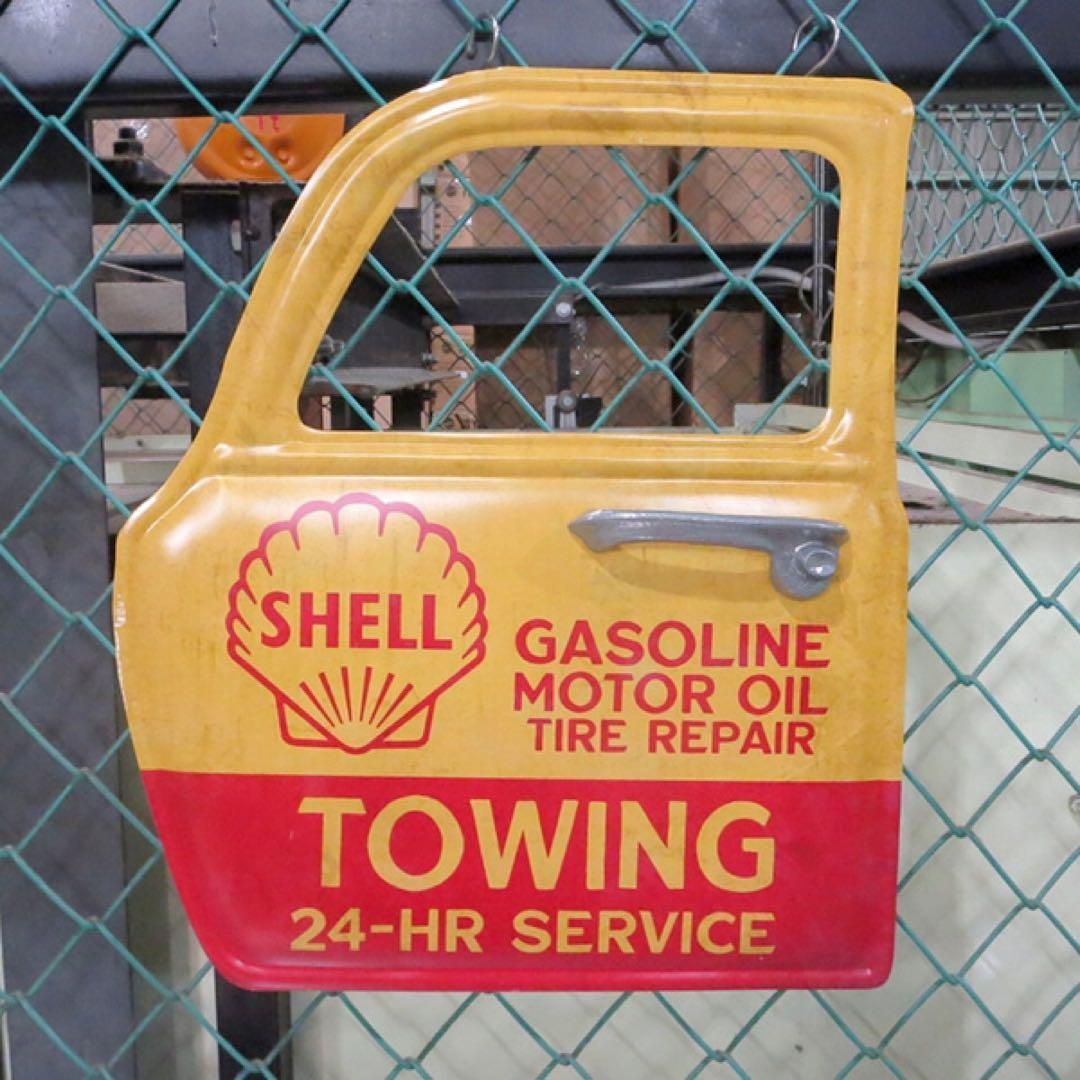 SHELL
GASOLINE
MOTOR OIL
TIRE REPAIR
TOWING
24-HR SERVICE